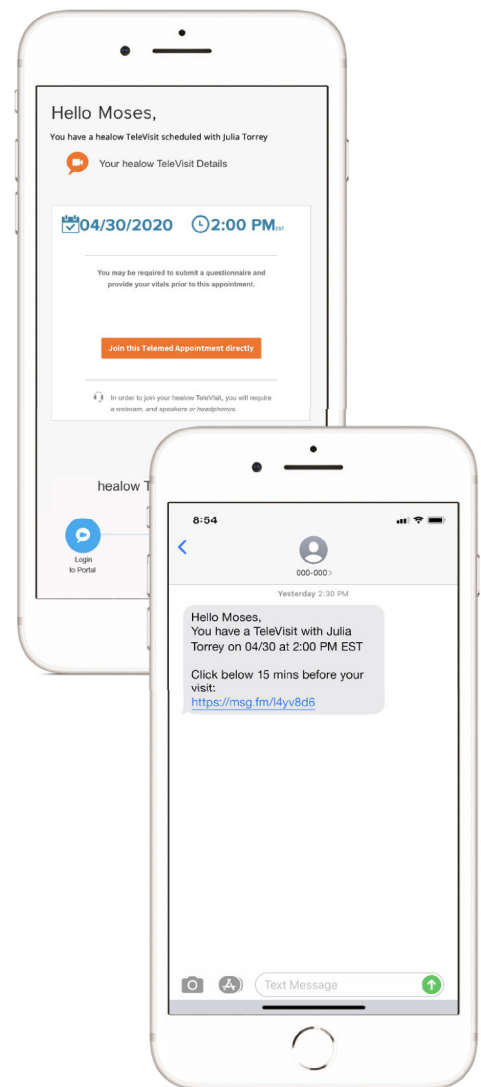 Hello Moses,
You have a healow TeleVisit scheduled with Julia Torrey
Your healow TeleVisit Details
04/30/2020 2:00 PM EST
You may be required to submit a questionnaire and
provide your vitals prior to this appointment.
Join this Telemed Appointment directly
In order to join your healow TeleVisit, you will require
a webcam, and speakers or headphones.
healow T
Login
to Portal
8:54
000-000 >
Yesterday 2:30 PM
Hello Moses,
You have a TeleVisit with Julia
Torrey on 04/30 at 2:00 PM EST
Click below 15 mins before your
visit:
https://msg.fm/l4yv8d6
Text Message